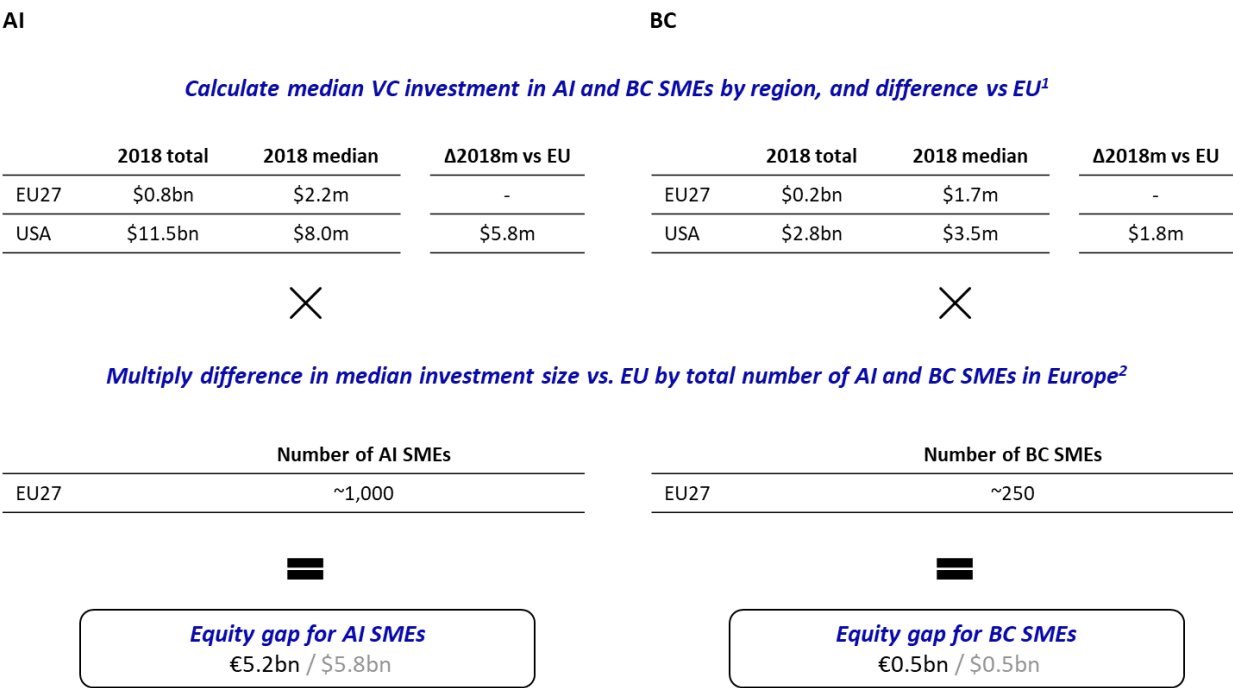 AI BC
Calculate median VC investment in AI and BC SMEs by region, and difference vs EU¹
2018 total 2018 median Δ2018m vs EU 2018 total 2018 median Δ2018m vs EU
EU27 $0.8bn $2.2m - EU27 $0.2bn $1.7m -
USA $11.5bn $8.0m $5.8m USA $2.8bn $3.5m $1.8m
×  ×
Multiply difference in median investment size vs. EU by total number of AI and BC SMEs in Europe²
Number of AI SMEs Number of BC SMEs
EU27 ~1,000 EU27 ~250
= =
Equity gap for AI SMEs Equity gap for BC SMEs
€5.2bn / $5.8bn €0.5bn / $0.5bn